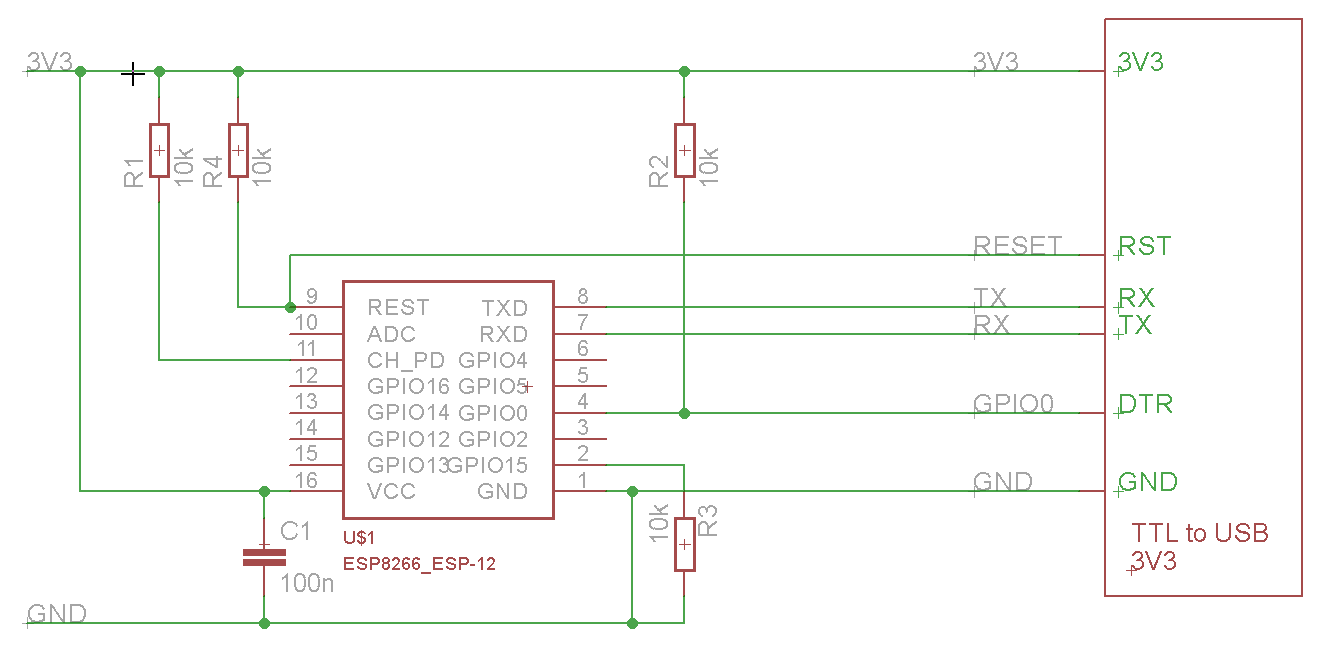 3V3
3V3
3V3
R1
10k
R4
10k
R2
10k
RESET
RST
9
REST
TXD
8
TX
RX
10
ADC
RXD
7
RX
TX
11
CH_PD
GPIO4
6
12
GPIO16
GPIO5
5
13
GPIO14
GPIO0
4
GPIO0
DTR
14
GPIO12
GPIO2
3
15
GPIO13
GPIO15
2
16
VCC
GND
1
GND
GND
C1
100n
U$1
ESP8266_ESP-12
10k
R3
TTL to USB
3V3
GND